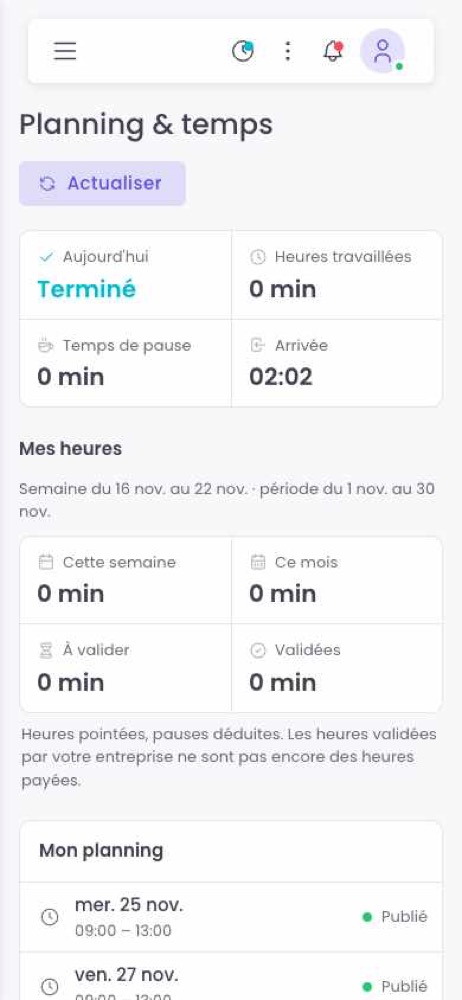 Planning & temps
Actualiser
Aujourd'hui
Terminé
Heures travaillées
0 min
Temps de pause
0 min
Arrivée
02:02
Mes heures
Semaine du 16 nov. au 22 nov. · période du 1 nov. au 30
nov.
Cette semaine
0 min
Ce mois
0 min
À valider
0 min
Validées
0 min
Heures pointées, pauses déduites. Les heures validées
par votre entreprise ne sont pas encore des heures
payées.
Mon planning
mer. 25 nov.
09:00 – 13:00
Publié
ven. 27 nov.
09:00 – 13:00
Publié